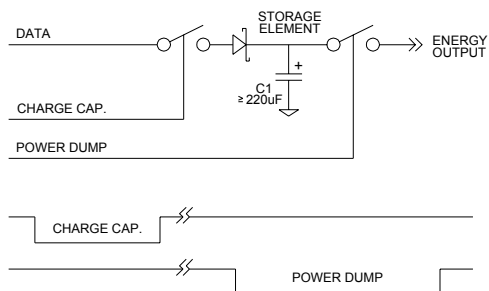 STORAGE
ELEMENT
DATA
ENERGY
OUTPUT
+
C1
≥ 220uF
CHARGE CAP.
POWER DUMP
CHARGE CAP.
POWER DUMP